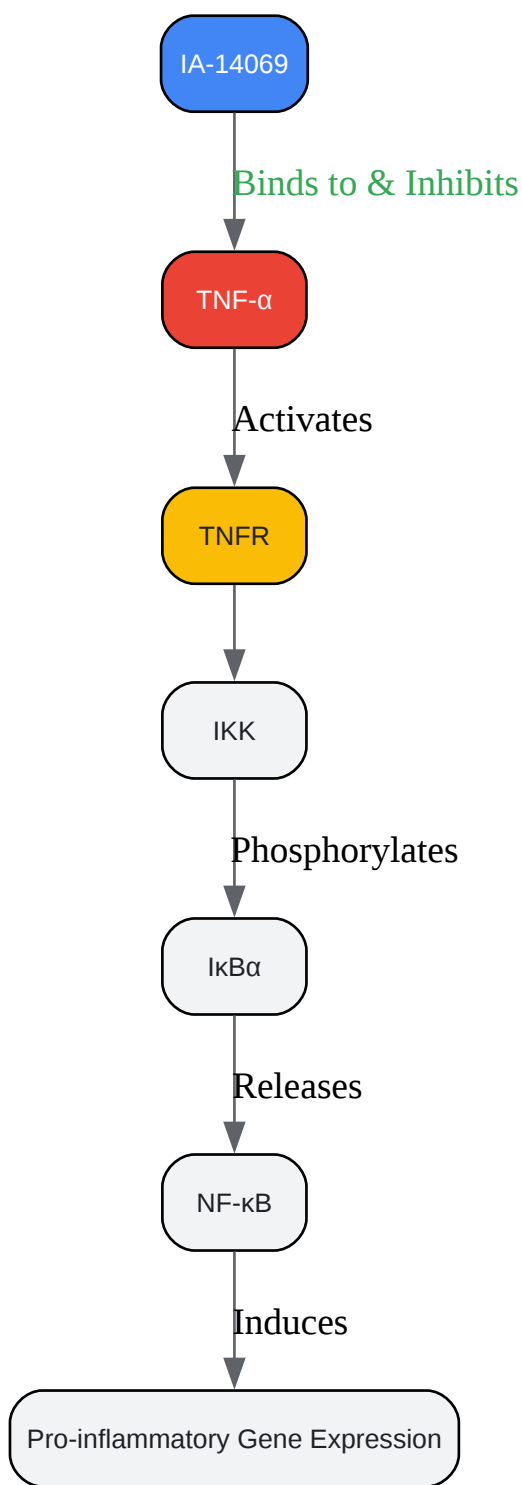 IA-14069
Binds to & Inhibits
TNF-α
Activates
TNFR
IKK
Phosphorylates
IκBα
Releases
NF-κB
Induces
Pro-inflammatory Gene Expression